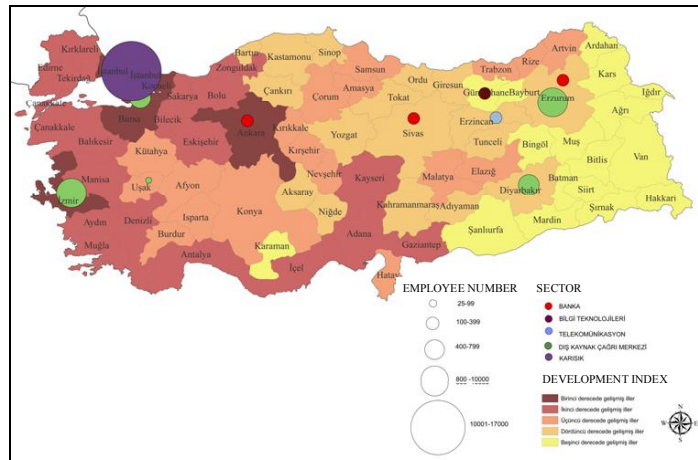 Kırklareli
Edirne
Tekirdağ
İstanbul
İstanbul
Kocaeli
Sakarya
Bolu
Zonguldak
Bartın
Kastamonu
Sinop
Samsun
Çankırı
Çorum
Amasya
Tokat
Ordu
Giresun
Trabzon
Rize
Artvin
Ardahan
Kars
Iğdır
Gümüşhane
Bayburt
Erzurum
Ağrı
Çanakkale
Çanakkale
Bursa
Bilecik
Balıkesir
Eskişehir
Ankara
Kırıkkale
Yozgat
Sivas
Erzincan
Tunceli
Bingöl
Muş
Bitlis
Van
Kütahya
Kırşehir
Nevşehir
Kayseri
Malatya
Elazığ
Diyarbakır
Batman
Siirt
Şırnak
Hakkarı
Manisa
Uşak
Afyon
İzmir
Aydın
Denizli
Isparta
Konya
Aksaray
Niğde
Kahramanmaraş
Adıyaman
Şanlıurfa
Mardin
Muğla
Burdur
Antalya
Karaman
İçel
Adana
Gaziantep
Hatay
EMPLOYEE NUMBER
25-99
100-399
400-799
800 -10000
10001-17000
SECTOR
BANKA
BİLGİ TEKNOLOJİLERİ
TELEKOMÜNİKASYON
DIŞ KAYNAK ÇAĞRI MERKEZİ
KARISIK
DEVELOPMENT INDEX
Birinci derecede gelişmiş iller
İkinci derecede gelişmiş iller
Üçüncü derecede gelişmiş iller
Dördüncü derecede gelişmiş iller
Beşinci derecede gelişmiş iller
N
W
E
S